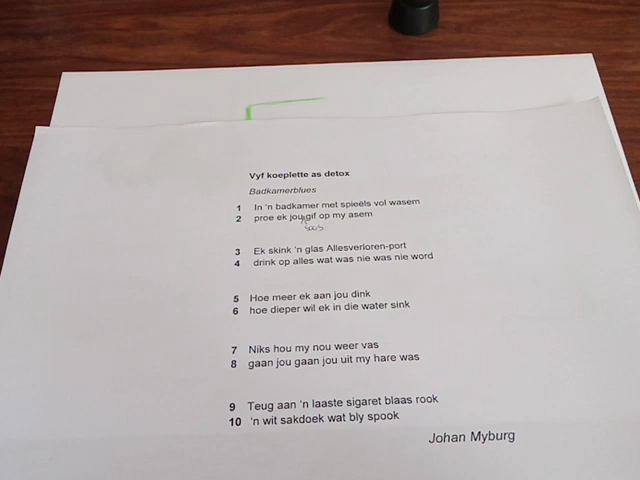 Vyf koeplette as detox
Badkamerblues
1 In 'n badkamer met spieëls vol wasem
2 proe ek jou gif op my asem
soos
3 Ek skink 'n glas Allesverloren-port
4 drink op alles wat was nie was nie word
5 Hoe meer ek aan jou dink
6 hoe dieper wil ek in die water sink
7 Niks hou my nou weer vas
8 gaan jou gaan jou uit my hare was
9 Teug aan 'n laaste sigaret blaas rook
10 'n wit sakdoek wat bly spook
Johan Myburg